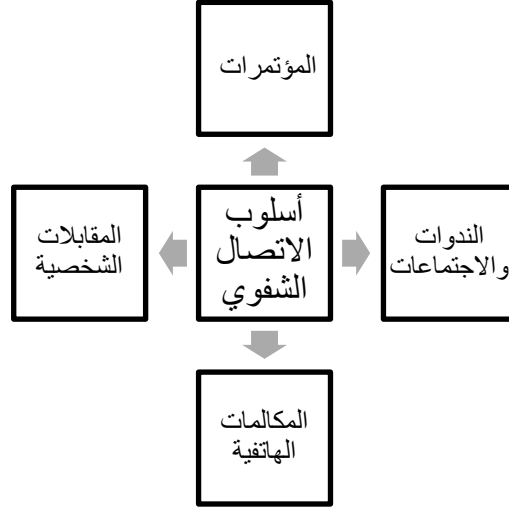 المؤتمرات
أسلوب
الاتصال
الشفوي
الندوات
والاجتماعات
المقابلات
الشخصية
المكالمات
الهاتفية